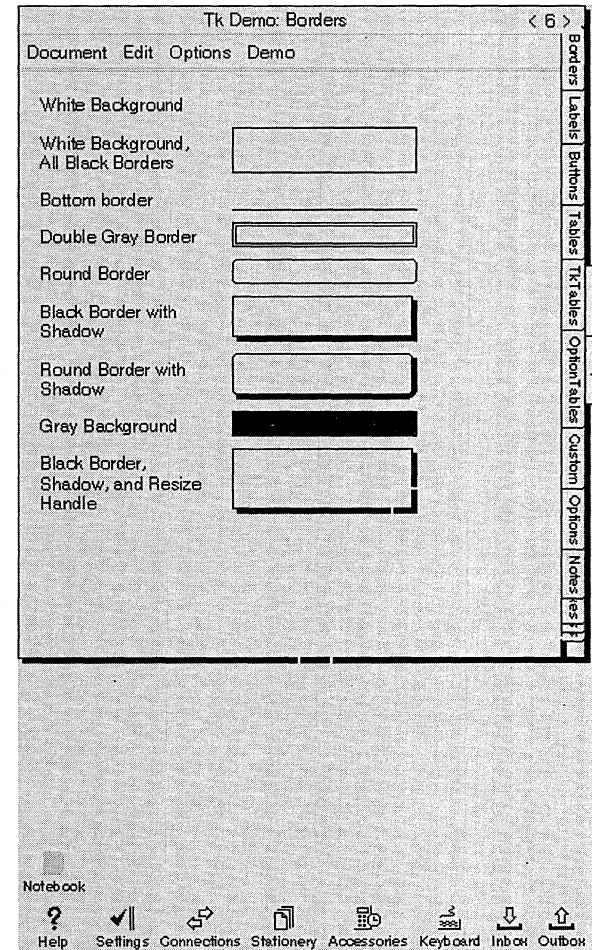 Tk Demo: Borders < 6 >
Document Edit Options Demo
White Background
White Background,
All Black Borders
Bottom border
Double Gray Border
Round Border
Black Border with
Shadow
Round Border with
Shadow
Gray Background
Black Border,
Shadow, and Resize
Handle
Borders
Labels
Buttons
Tables
TkTables
OptionTables
Custom
Options
Notes
Notebook
Help Settings Connections Stationery Accessories Keyboard Inbox Outbox